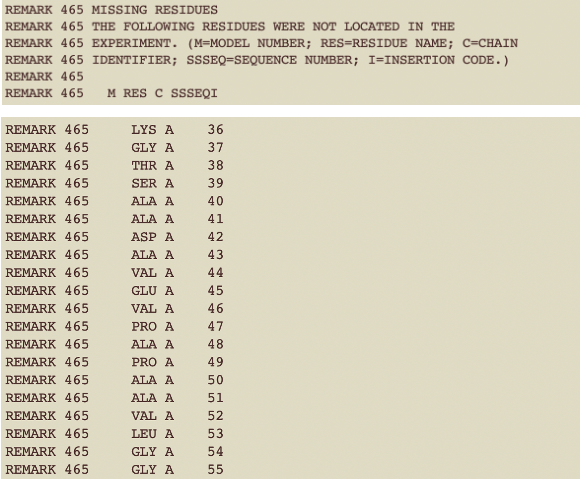 REMARK 465 MISSING RESIDUES
REMARK 465 THE FOLLOWING RESIDUES WERE NOT LOCATED IN THE
REMARK 465 EXPERIMENT. (M=MODEL NUMBER; RES=RESIDUE NAME; C=CHAIN
REMARK 465 IDENTIFIER; SSSEQ=SEQUENCE NUMBER; I=INSERTION CODE.)
REMARK 465
REMARK 465   M RES C SSSEQI
REMARK 465     LYS A    36
REMARK 465     GLY A    37
REMARK 465     THR A    38
REMARK 465     SER A    39
REMARK 465     ALA A    40
REMARK 465     ALA A    41
REMARK 465     ASP A    42
REMARK 465     ALA A    43
REMARK 465     VAL A    44
REMARK 465     GLU A    45
REMARK 465     VAL A    46
REMARK 465     PRO A    47
REMARK 465     ALA A    48
REMARK 465     PRO A    49
REMARK 465     ALA A    50
REMARK 465     ALA A    51
REMARK 465     VAL A    52
REMARK 465     LEU A    53
REMARK 465     GLY A    54
REMARK 465     GLY A    55